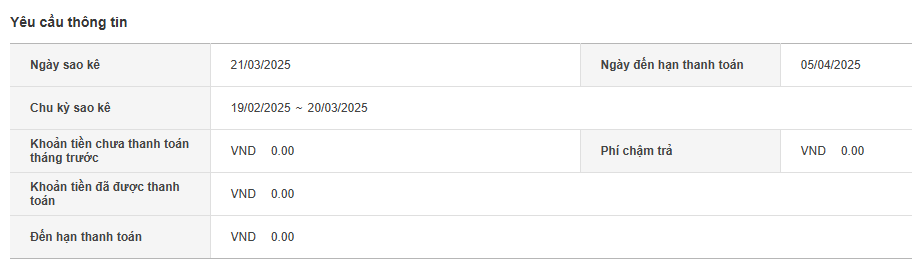 Yêu cầu thông tin
Ngày sao kê 21/03/2025 Ngày đến hạn thanh toán 05/04/2025
Chu kỳ sao kê 19/02/2025 ~ 20/03/2025
Khoản tiền chưa thanh toán
tháng trước
VND 0.00 Phí chậm trả VND 0.00
Khoản tiền đã được thanh
toán
VND 0.00
Đến hạn thanh toán VND 0.00